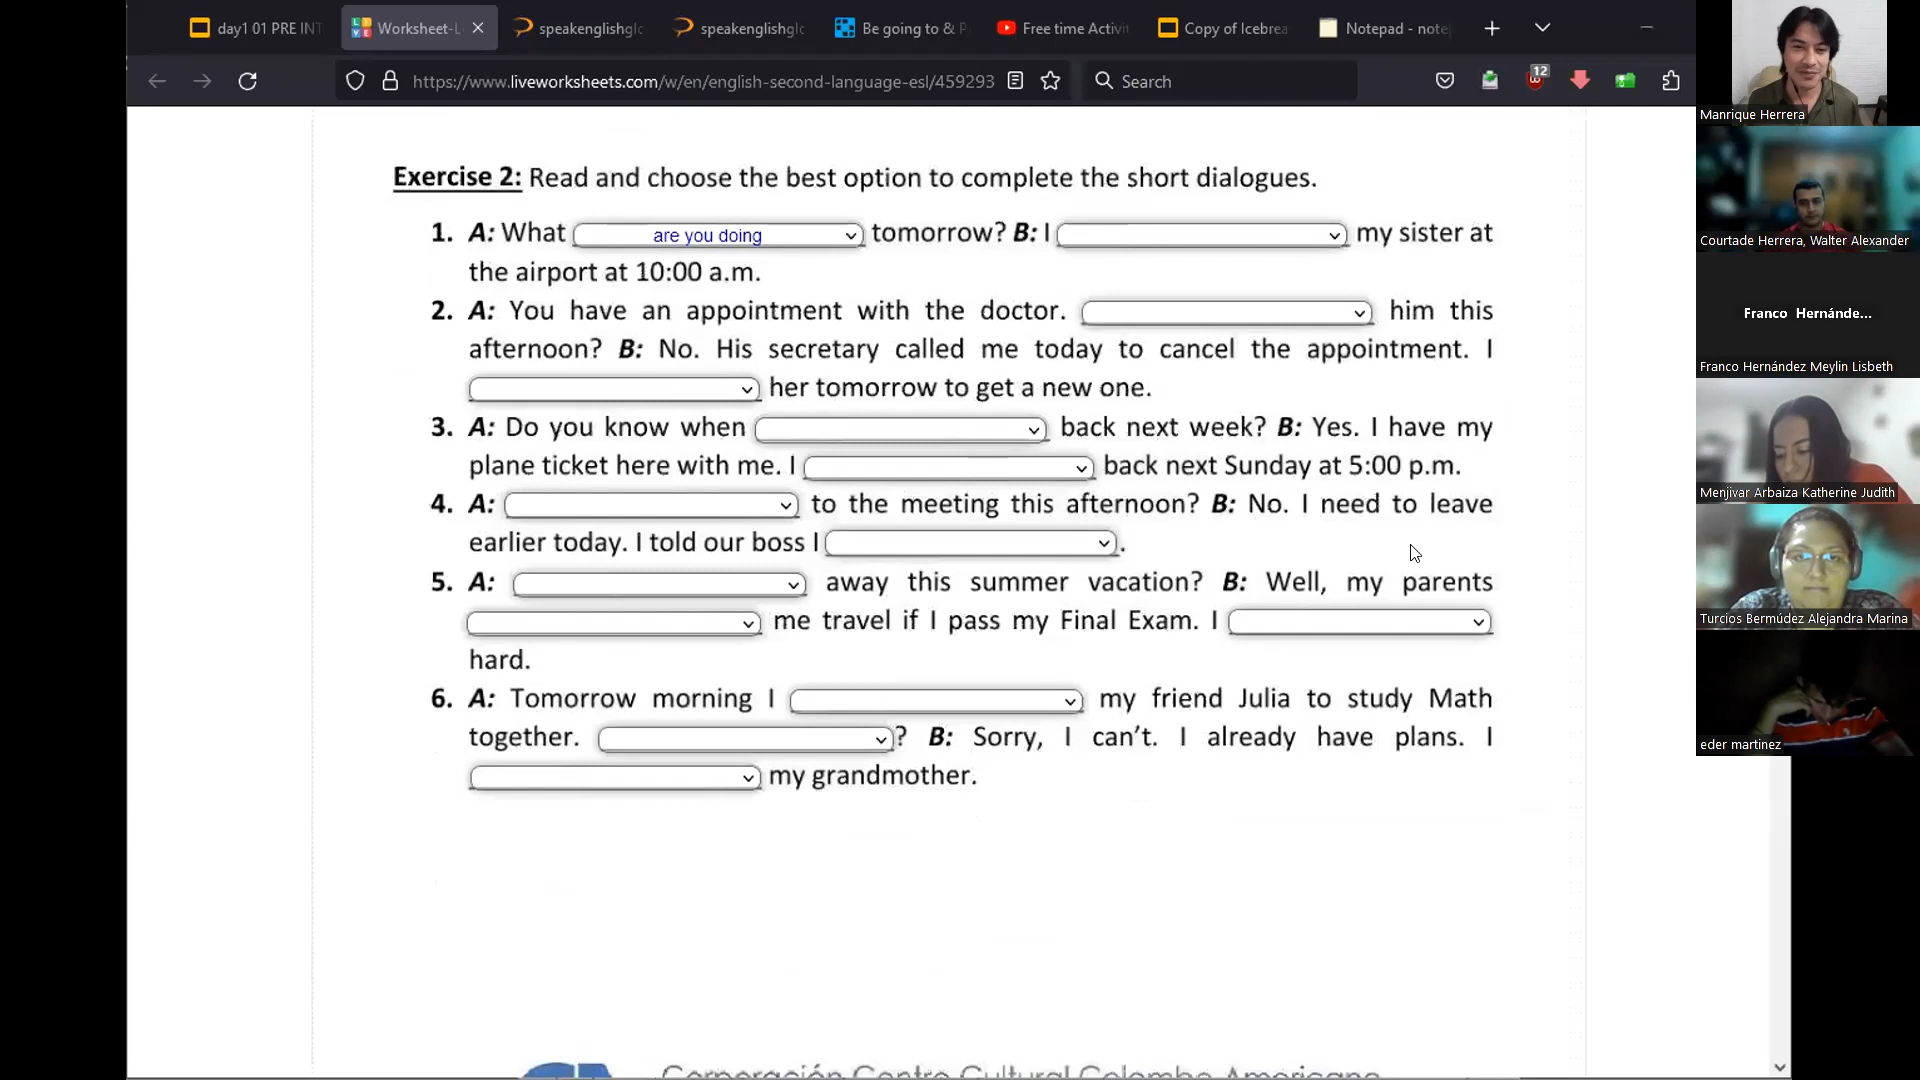 day1 01 PRE INT
Worksheet-L
speakenglishglo
speakenglishglo
Be going to & P
Free time Activi
Copy of Icebrea
Notepad - note
https://www.liveworksheets.com/w/en/english-second-language-esl/459293
Search
12
Exercise 2: Read and choose the best option to complete the short dialogues.
1. A: What are you doing tomorrow? B: I my sister at
the airport at 10:00 a.m.
2. A: You have an appointment with the doctor. him this
afternoon? B: No. His secretary called me today to cancel the appointment. I
her tomorrow to get a new one.
3. A: Do you know when back next week? B: Yes. I have my
plane ticket here with me. I back next Sunday at 5:00 p.m.
4. A: to the meeting this afternoon? B: No. I need to leave
earlier today. I told our boss I .
5. A: away this summer vacation? B: Well, my parents
me travel if I pass my Final Exam. I
hard.
6. A: Tomorrow morning I my friend Julia to study Math
together. ? B: Sorry, I can't. I already have plans. I
my grandmother.
Corporación Centro Cultural Colombo Americano
Manrique Herrera
Courtade Herrera, Walter Alexander
Franco Hernánde...
Franco Hernández Meylin Lisbeth
Menjivar Arbaiza Katherine Judith
Turcios Bermúdez Alejandra Marina
eder martinez